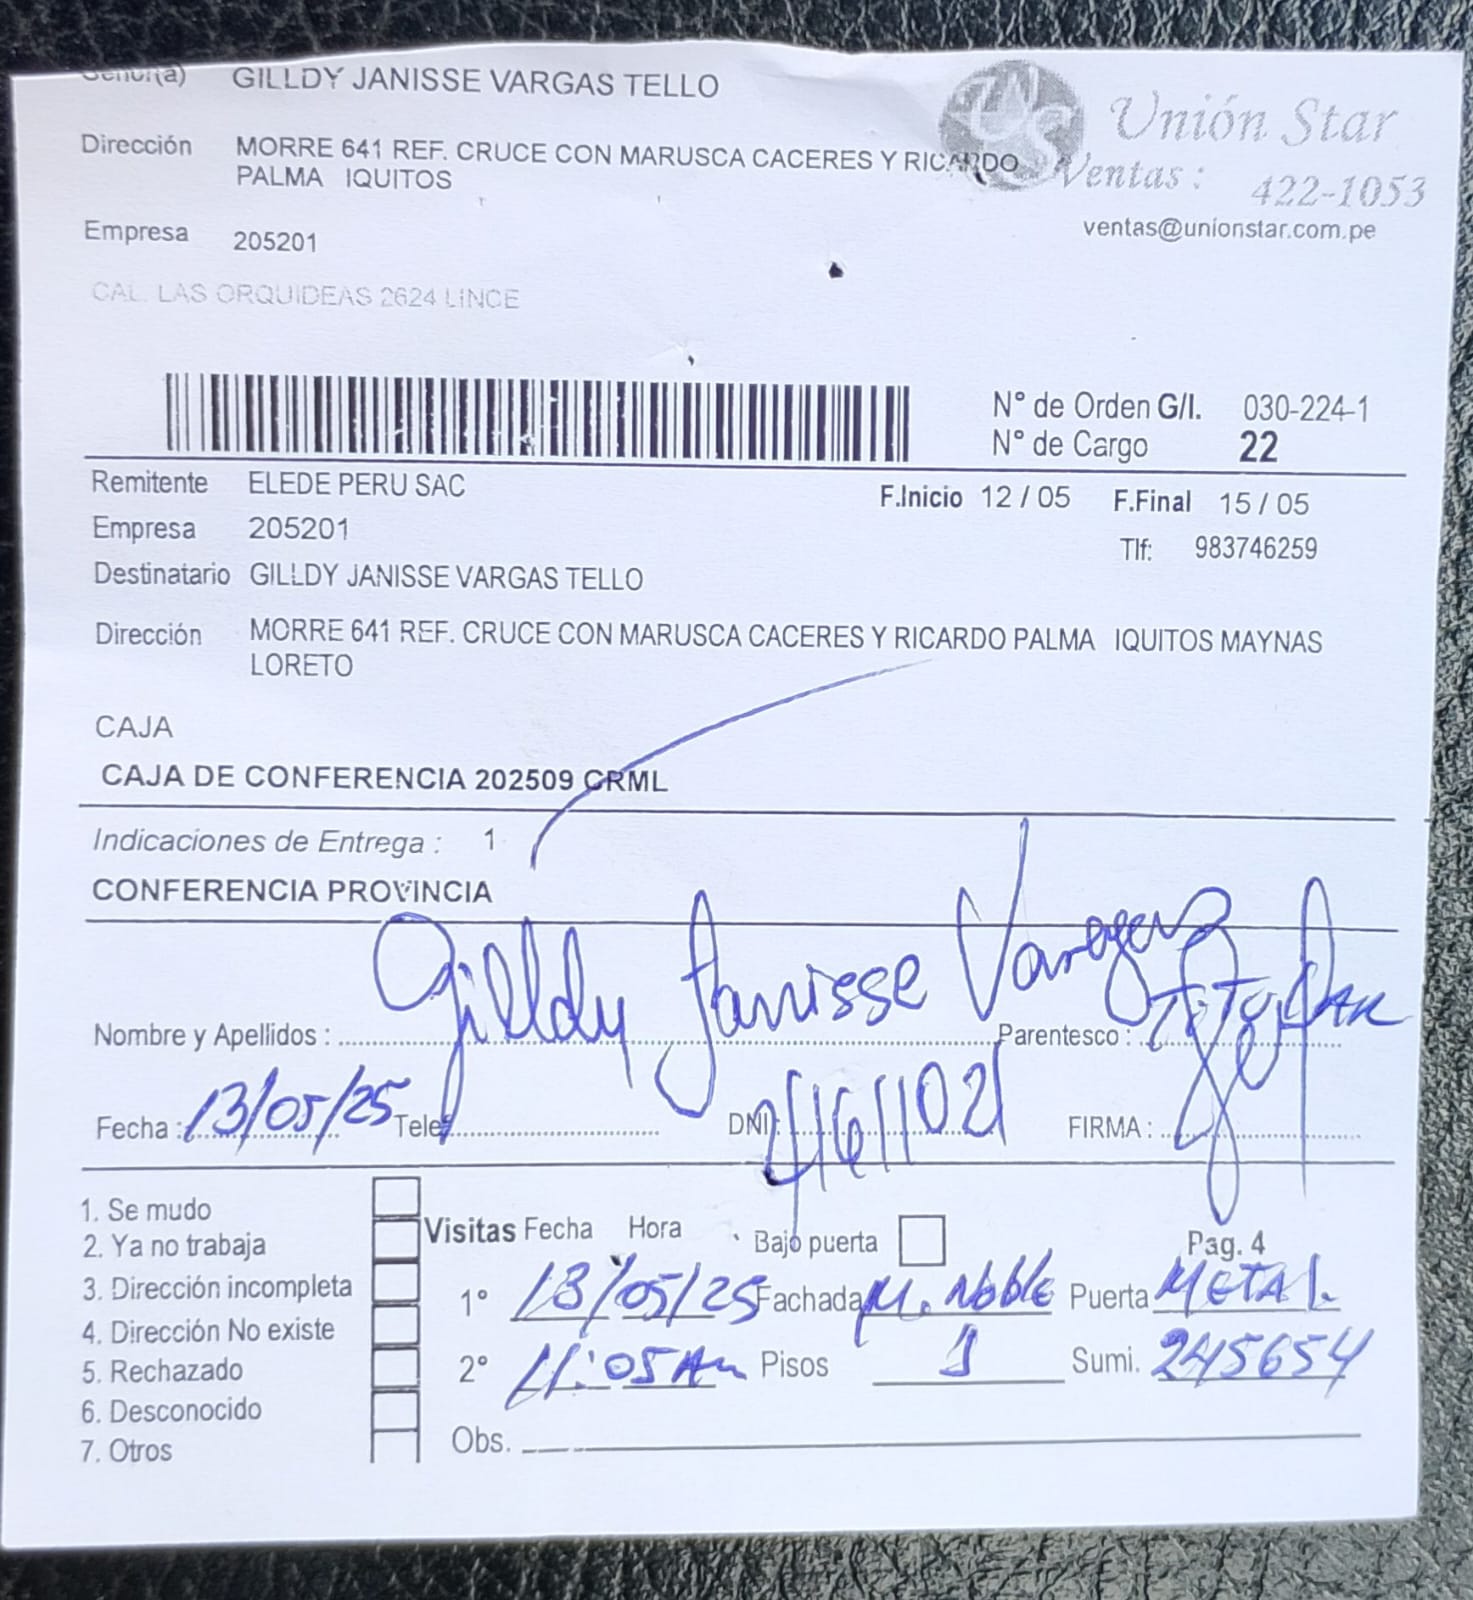 Señor(a) GILLDY JANISSE VARGAS TELLO
Unión Star
Dirección MORRE 641 REF. CRUCE CON MARUSCA CACERES Y RICARDO
PALMA IQUITOS
Ventas : 422-1053
ventas@unionstar.com.pe
Empresa 205201
CAL. LAS ORQUIDEAS 2624 LINCE
N° de Orden G/I. 030-224-1
N° de Cargo 22
Remitente ELEDE PERU SAC
F.Inicio 12 / 05 F.Final 15 / 05
Empresa 205201
Tlf: 983746259
Destinatario GILLDY JANISSE VARGAS TELLO
Dirección MORRE 641 REF. CRUCE CON MARUSCA CACERES Y RICARDO PALMA IQUITOS MAYNAS
LORETO
CAJA
CAJA DE CONFERENCIA 202509 CRML
Indicaciones de Entrega : 1
CONFERENCIA PROVINCIA
Nombre y Apellidos : Gilldy Janisse Vargas Parentesco :
Fecha : 13/05/25 Telef DNI: FIRMA :
1. Se mudo
2. Ya no trabaja
3. Dirección incompleta
4. Dirección No existe
5. Rechazado
6. Desconocido
7. Otros
Visitas Fecha Hora Bajo puerta Pag. 4
1° 13/05/25 Fachada M. Noble Puerta METAL.
2° 11:05 Am Pisos 1 Sumi. 245654
Obs.